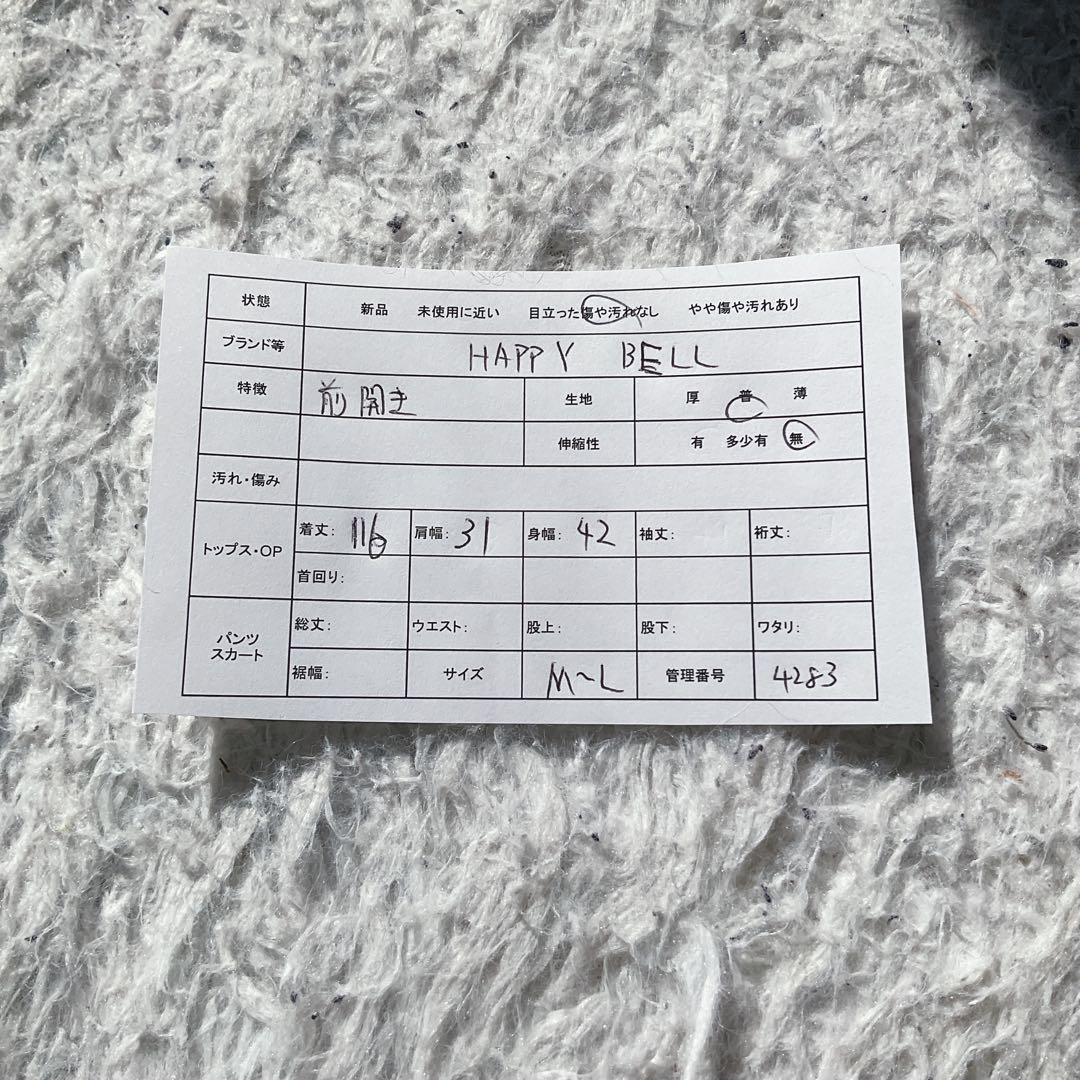 状態 新品 未使用に近い 目立った傷や汚れなし やや傷や汚れあり
ブランド等 HAPPY BELL
特徴 前開き 生地 厚 普 薄
伸縮性 有 多少有 無
汚れ・傷み
トップス・OP 着丈: 116 肩幅: 31 身幅: 42 袖丈: 裄丈:
首回り:
パンツ スカート 総丈: ウエスト: 股上: 股下: ワタリ:
裾幅: サイズ M~L 管理番号 4283